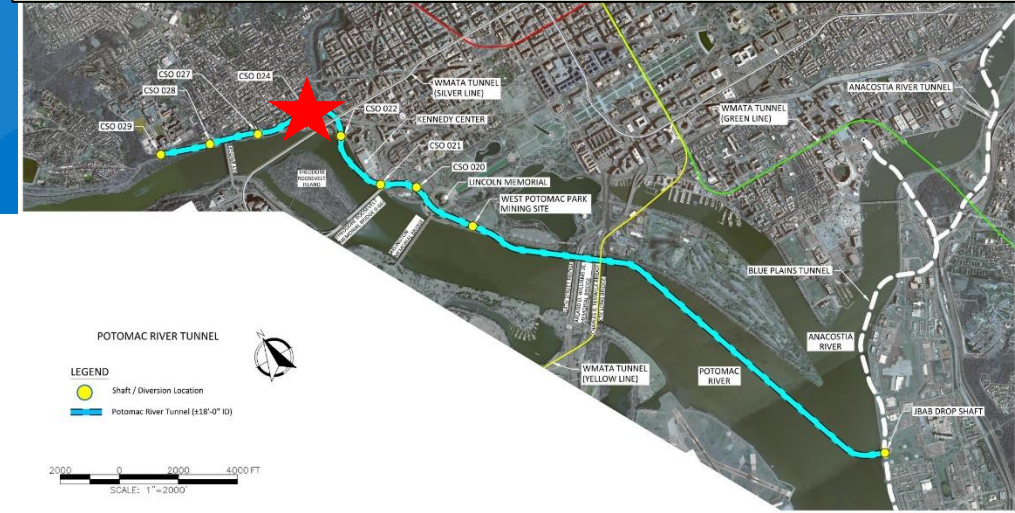 CSO 024
CSO 027
CSO 028
CSO 029
CSO 022
WMATA TUNNEL
(SILVER LINE)
KENNEDY CENTER
CSO 021
CSO 020
LINCOLN MEMORIAL
WEST POTOMAC PARK
MINING SITE
THEODORE
ROOSEVELT
ISLAND
WMATA TUNNEL
(GREEN LINE)
ANACOSTIA RIVER TUNNEL
BLUE PLAINS TUNNEL
ANACOSTIA
RIVER
POTOMAC
RIVER
WMATA TUNNEL
(YELLOW LINE)
JBAB DROP SHAFT
POTOMAC RIVER TUNNEL
LEGEND
Shaft / Diversion Location
Potomac River Tunnel (±18'-0" ID)
2000 0 2000 4000 FT
SCALE: 1"=2000'